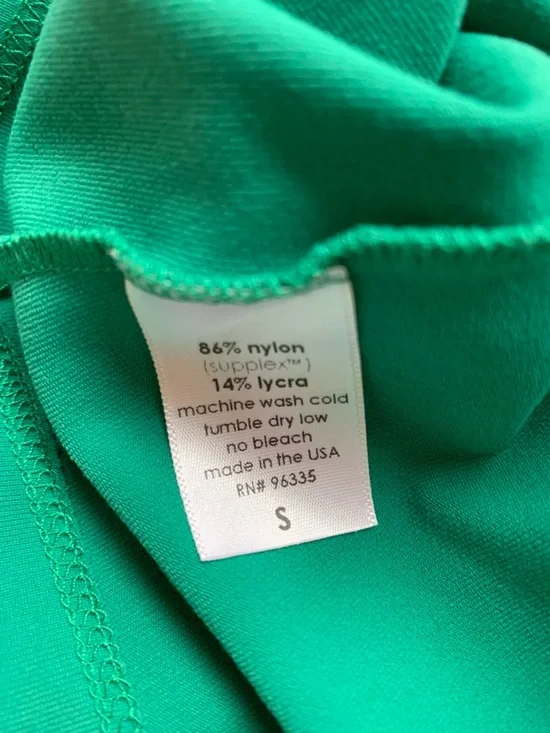 86% nylon
(supplex™)
14% lycra
machine wash cold
tumble dry low
no bleach
made in the USA
RN# 96335
S